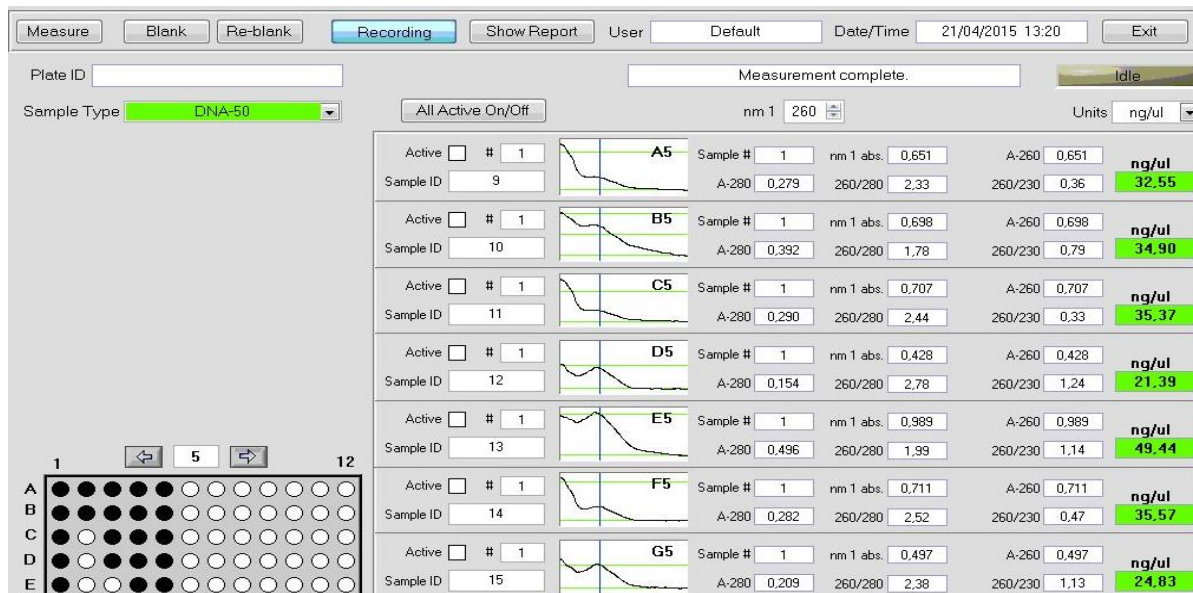 Measure Blank Re-blank Recording Show Report User Default Date/Time 21/04/2015 13:20 Exit
Plate ID Measurement complete. Idle
Sample Type DNA-50 All Active On/Off nm 1 260 Units ng/ul
Active # 1 A5 Sample # 1 nm 1 abs. 0,651 A-260 0,651 ng/ul
Sample ID 9 A-280 0,279 260/280 2,33 260/230 0,36 32,55
Active # 1 B5 Sample # 1 nm 1 abs. 0,698 A-260 0,698 ng/ul
Sample ID 10 A-280 0,392 260/280 1,78 260/230 0,79 34,90
Active # 1 C5 Sample # 1 nm 1 abs. 0,707 A-260 0,707 ng/ul
Sample ID 11 A-280 0,290 260/280 2,44 260/230 0,33 35,37
Active # 1 D5 Sample # 1 nm 1 abs. 0,428 A-260 0,428 ng/ul
Sample ID 12 A-280 0,154 260/280 2,78 260/230 1,24 21,39
Active # 1 E5 Sample # 1 nm 1 abs. 0,989 A-260 0,989 ng/ul
Sample ID 13 A-280 0,496 260/280 1,99 260/230 1,14 49,44
Active # 1 F5 Sample # 1 nm 1 abs. 0,711 A-260 0,711 ng/ul
Sample ID 14 A-280 0,282 260/280 2,52 260/230 0,47 35,57
Active # 1 G5 Sample # 1 nm 1 abs. 0,497 A-260 0,497 ng/ul
Sample ID 15 A-280 0,209 260/280 2,38 260/230 1,13 24,83
1 5 12
A
B
C
D
E